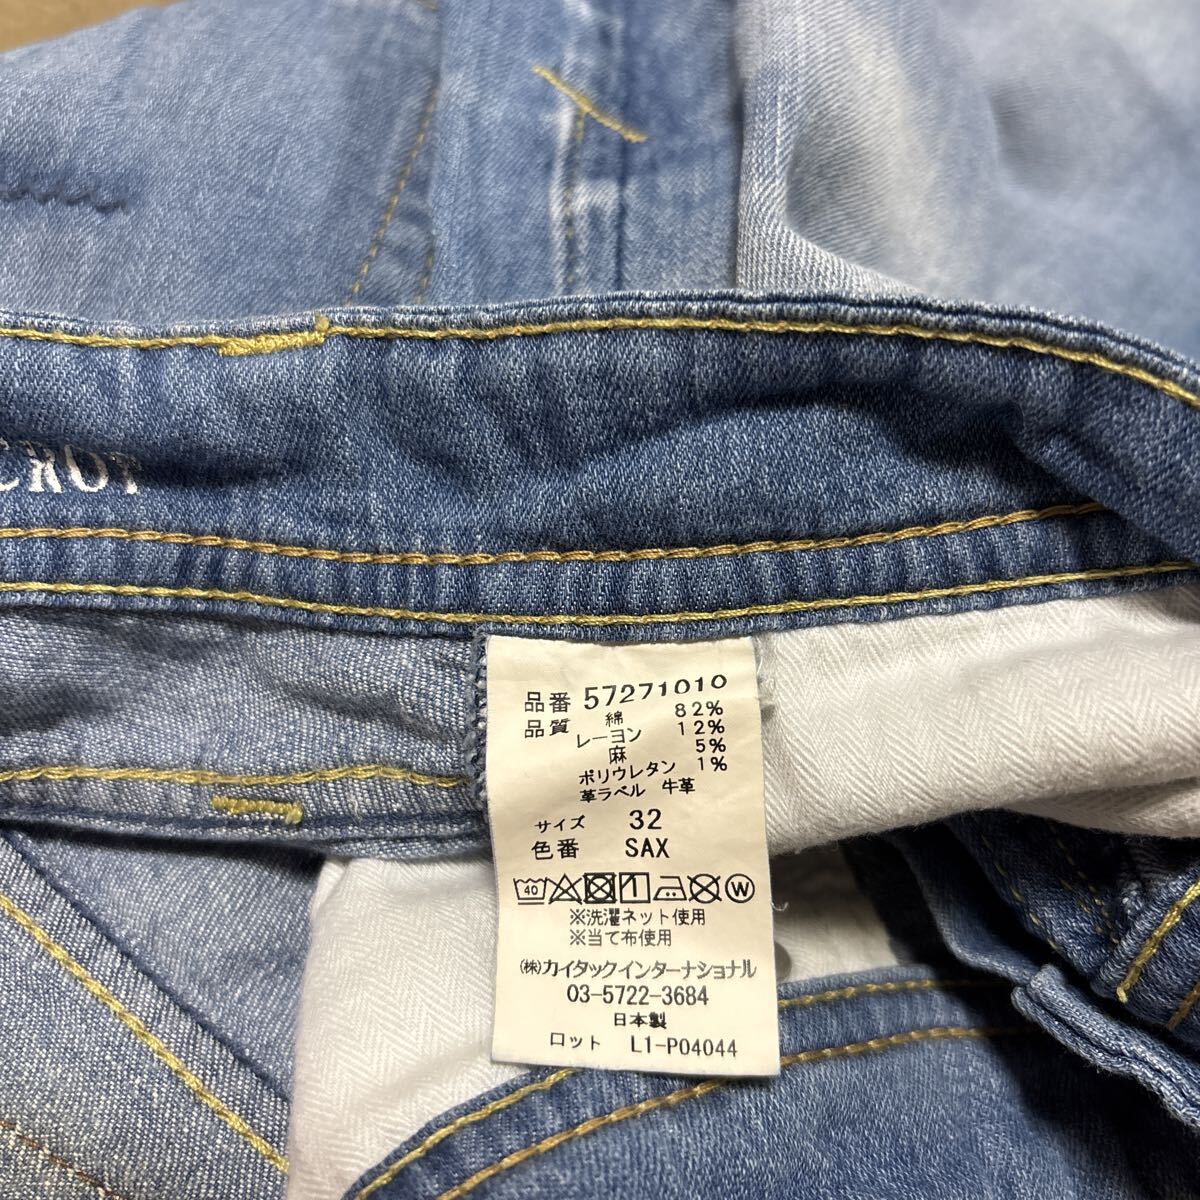 CROT
品番 57271010
品質 綿 82%
レーヨン 12%
麻 5%
ポリウレタン 1%
革ラベル 牛革
サイズ 32
色番 SAX
40 W
※洗濯ネット使用
※当て布使用
㈱カイタックインターナショナル
03-5722-3684
日本製
ロット L1-P04044